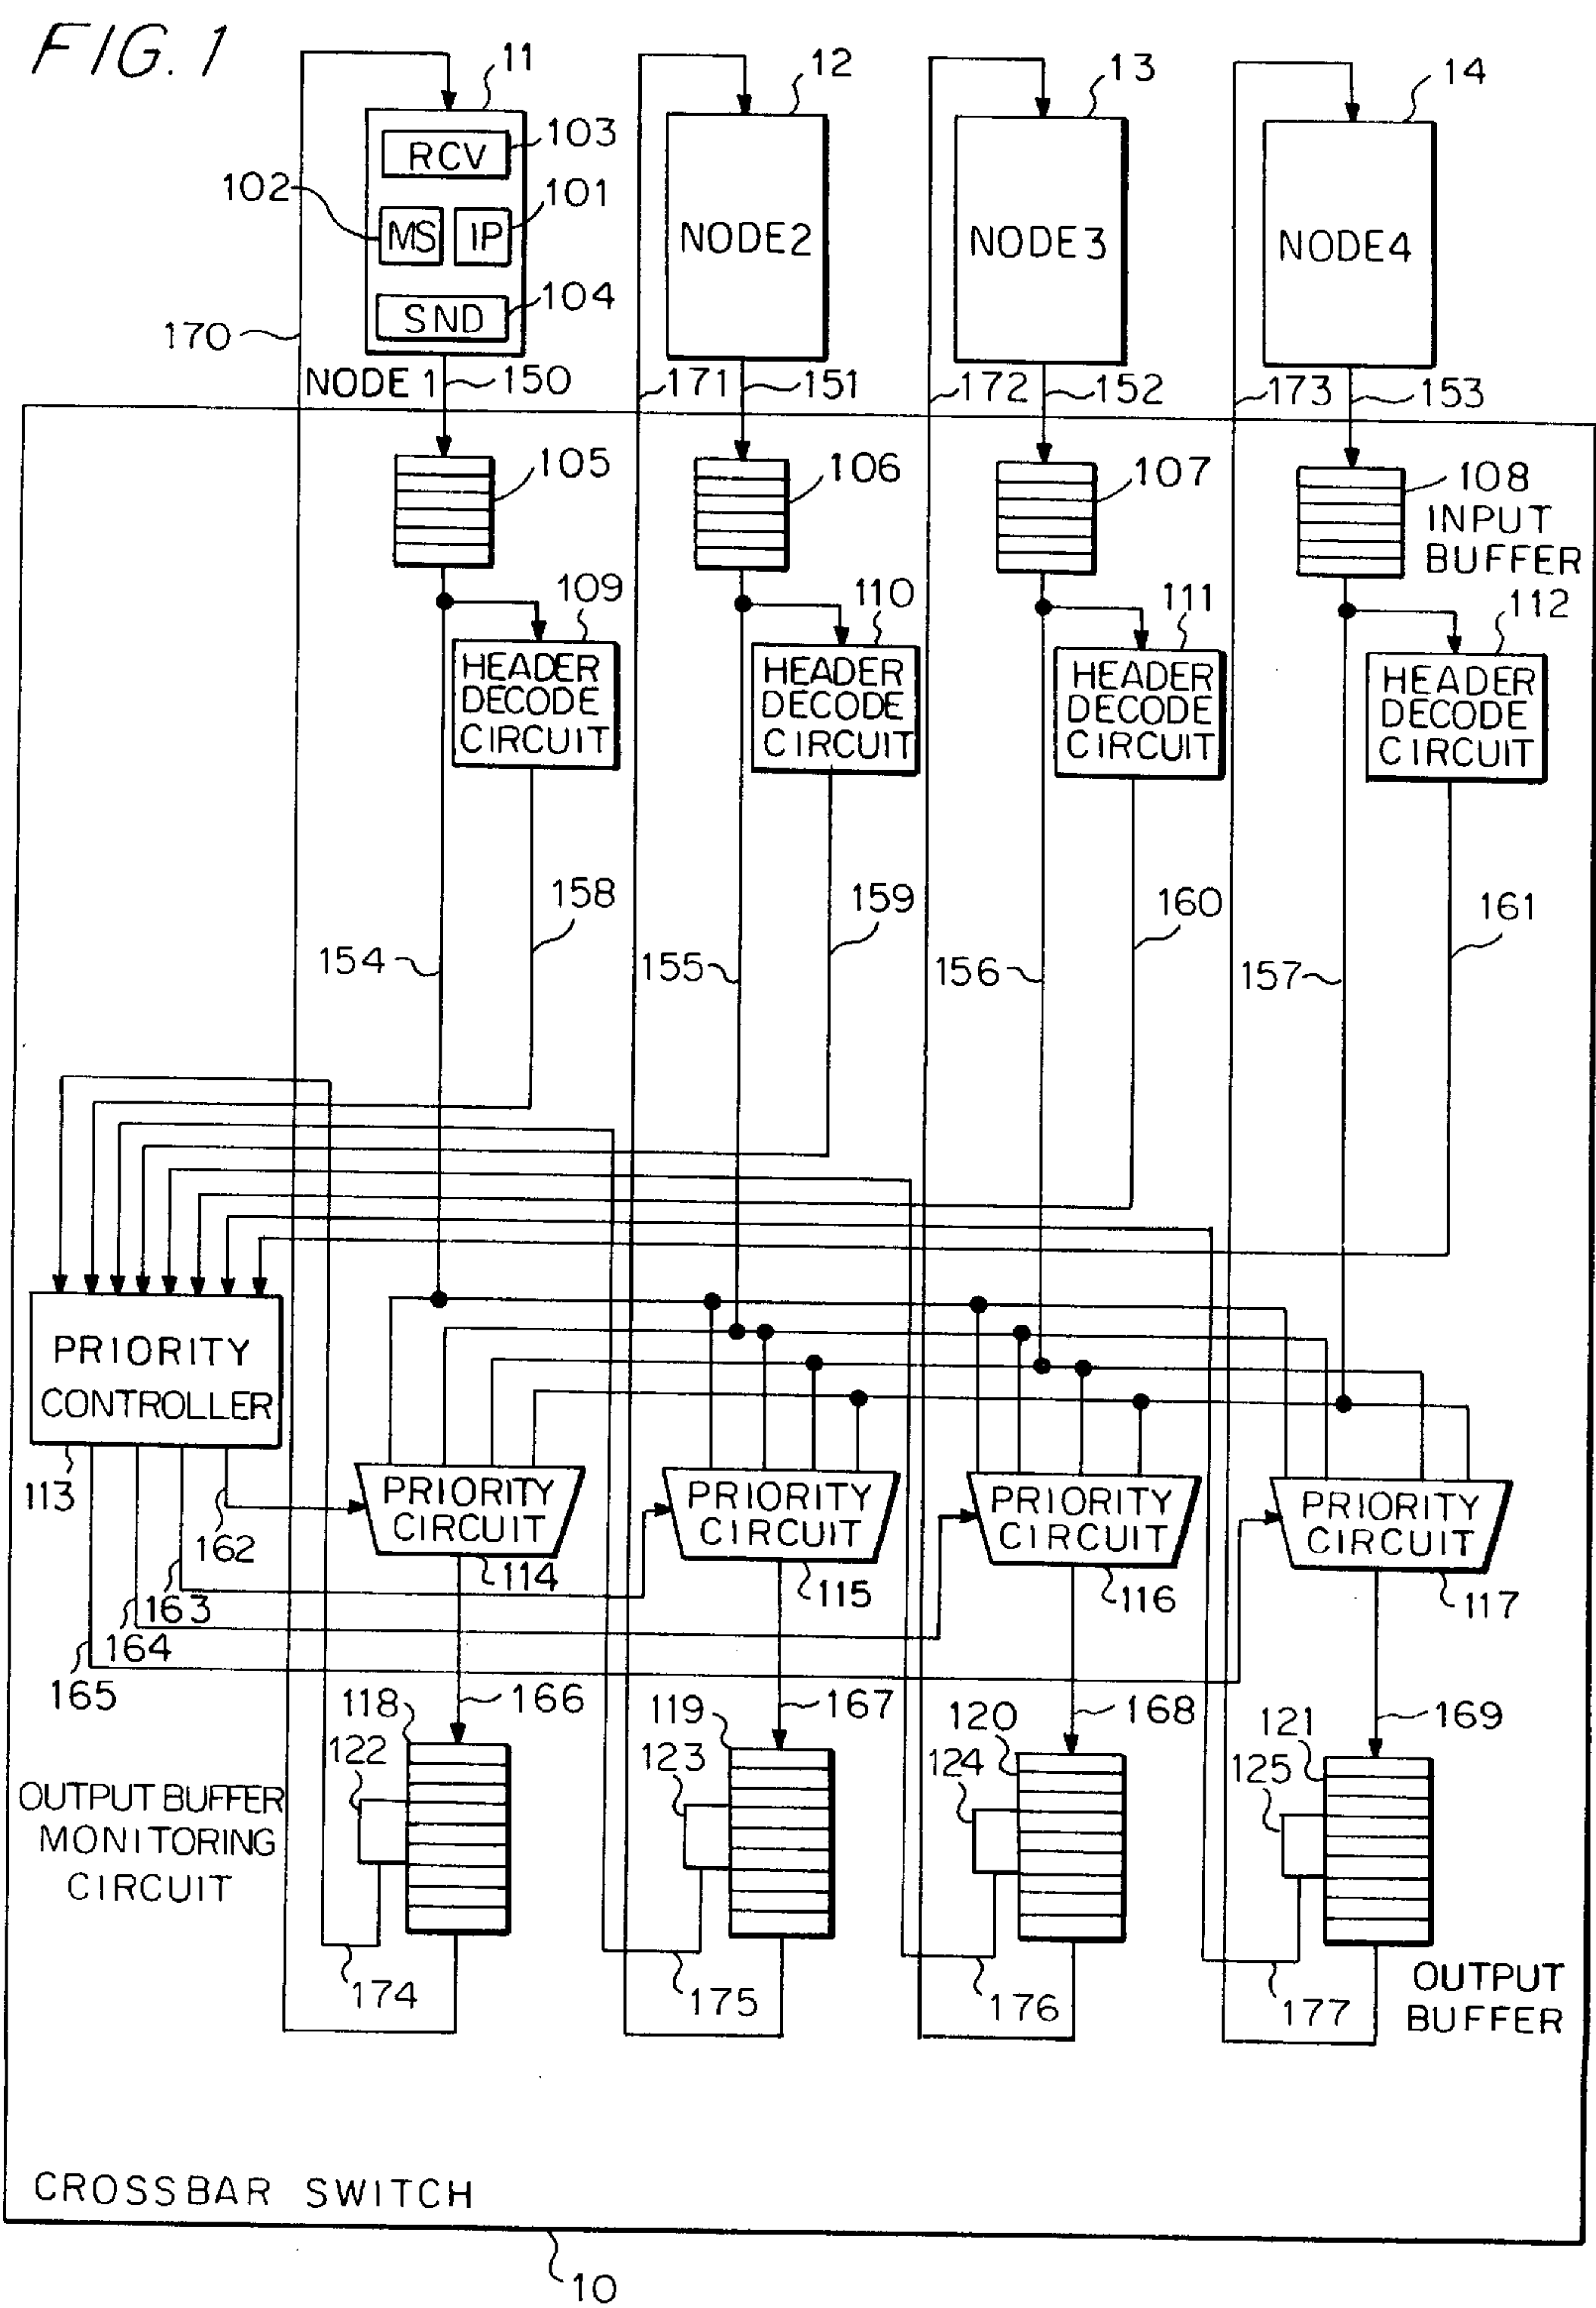 FIG. 1
11
12
13
14
RCV
103
102
MS
IP
101
SND
104
NODE2
NODE3
NODE4
170
NODE 1
150
171
151
172
152
173
153
105
106
107
108
INPUT
BUFFER
109
110
111
112
HEADER
DECODE
CIRCUIT
HEADER
DECODE
CIRCUIT
HEADER
DECODE
CIRCUIT
HEADER
DECODE
CIRCUIT
158
159
160
161
154
155
156
157
PRIORITY
CONTROLLER
113
PRIORITY
CIRCUIT
PRIORITY
CIRCUIT
PRIORITY
CIRCUIT
PRIORITY
CIRCUIT
162
114
115
116
117
163
164
165
166
167
168
169
118
119
120
121
122
123
124
125
OUTPUT BUFFER
MONITORING
CIRCUIT
174
175
176
177
OUTPUT
BUFFER
CROSSBAR SWITCH
10